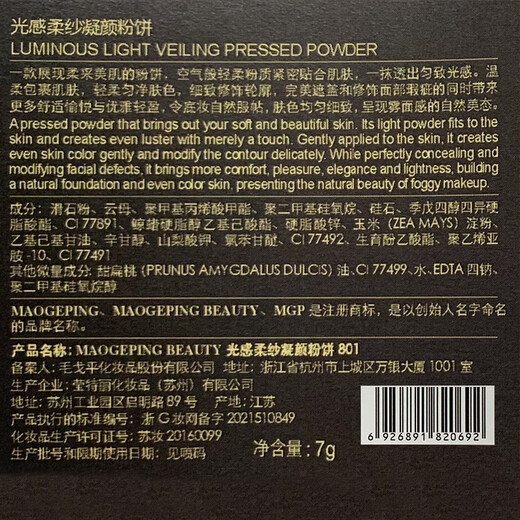 光感柔纱凝颜粉饼
LUMINOUS LIGHT VEILING PRESSED POWDER
一款展现柔采美肌的粉饼，空气般轻柔粉质紧密贴合肌肤，一抹透出匀致光感。温
柔包裹肌肤，轻柔匀净肤色，细致修饰轮廓，完美遮盖和修饰面部瑕疵的同时带来
更多舒适愉悦与优雅轻盈，令底妆自然服帖，肤色均匀细致，呈现雾面感的自然美态。
A pressed powder that brings out your soft and beautiful skin. Its light powder fits to the
skin and creates even luster with merely a touch. Gently applied to the skin, it creates
even skin color gently and modify the contour delicately. While perfectly concealing and
modifying facial defects, it brings more comfort, pleasure, elegance and lightness, building
a natural foundation and even color skin, presenting the natural beauty of foggy makeup.
成分：滑石粉、云母、聚甲基丙烯酸甲酯、聚二甲基硅氧烷、硅石、季戊四醇四异硬
脂酸酯、CI 77891、鲸蜡硬脂醇乙基己酸酯、硬脂酸锌、玉米（ZEA MAYS）淀粉、
乙基己基甘油、辛甘醇、山梨酸钾、氯苯甘醚、CI 77492、生育酚乙酸酯、聚乙烯亚
胺-10、CI 77491
其他微量成分：甜扁桃（PRUNUS AMYGDALUS DULCIS）油、CI 77499、水、EDTA 四钠、
聚二甲基硅氧烷醇
MAOGEPING、MAOGEPING BEAUTY、MGP 是注册商标，是以创始人名字命名
的品牌名称。
产品名称：MAOGEPING BEAUTY 光感柔纱凝颜粉饼 801
备案人：毛戈平化妆品股份有限公司 地址：浙江省杭州市上城区万银大厦 1001 室
生产企业：莹特丽化妆品（苏州）有限公司
地址：苏州工业园区启明路 89 号 产地：江苏
产品执行的标准编号：浙 G 妆网备字 2021510849
化妆品生产许可证号：苏妆 20160099
生产批号和限期使用日期：见喷码
净含量：7g
6 926891 820692